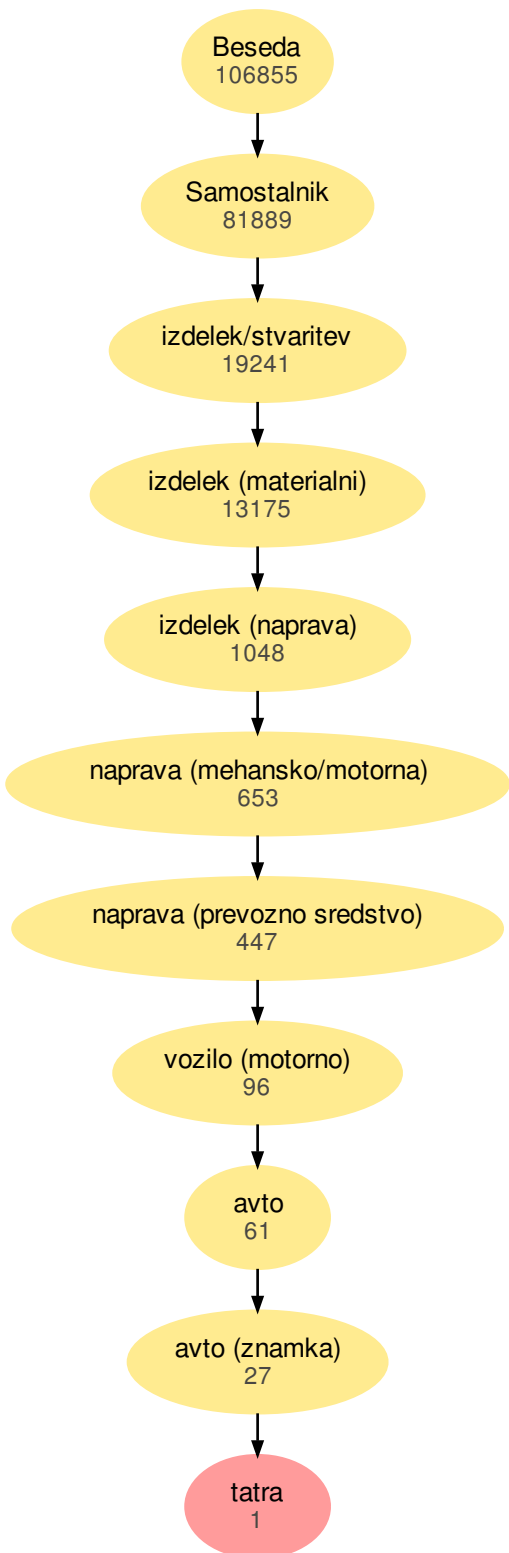 Beseda
106855
Samostalnik
81889
izdelek/stvaritev
19241
izdelek (materialni)
13175
izdelek (naprava)
1048
naprava (mehansko/motorna)
653
naprava (prevozno sredstvo)
447
vozilo (motorno)
96
avto
61
avto (znamka)
27
tatra
1